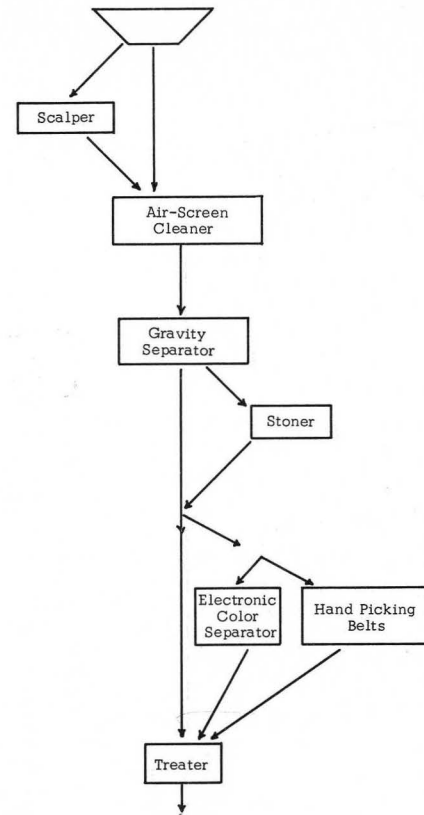 Scalper
Air-Screen
Cleaner
Gravity
Separator
Stoner
Electronic
Color
Separator
Hand Picking
Belts
Treater